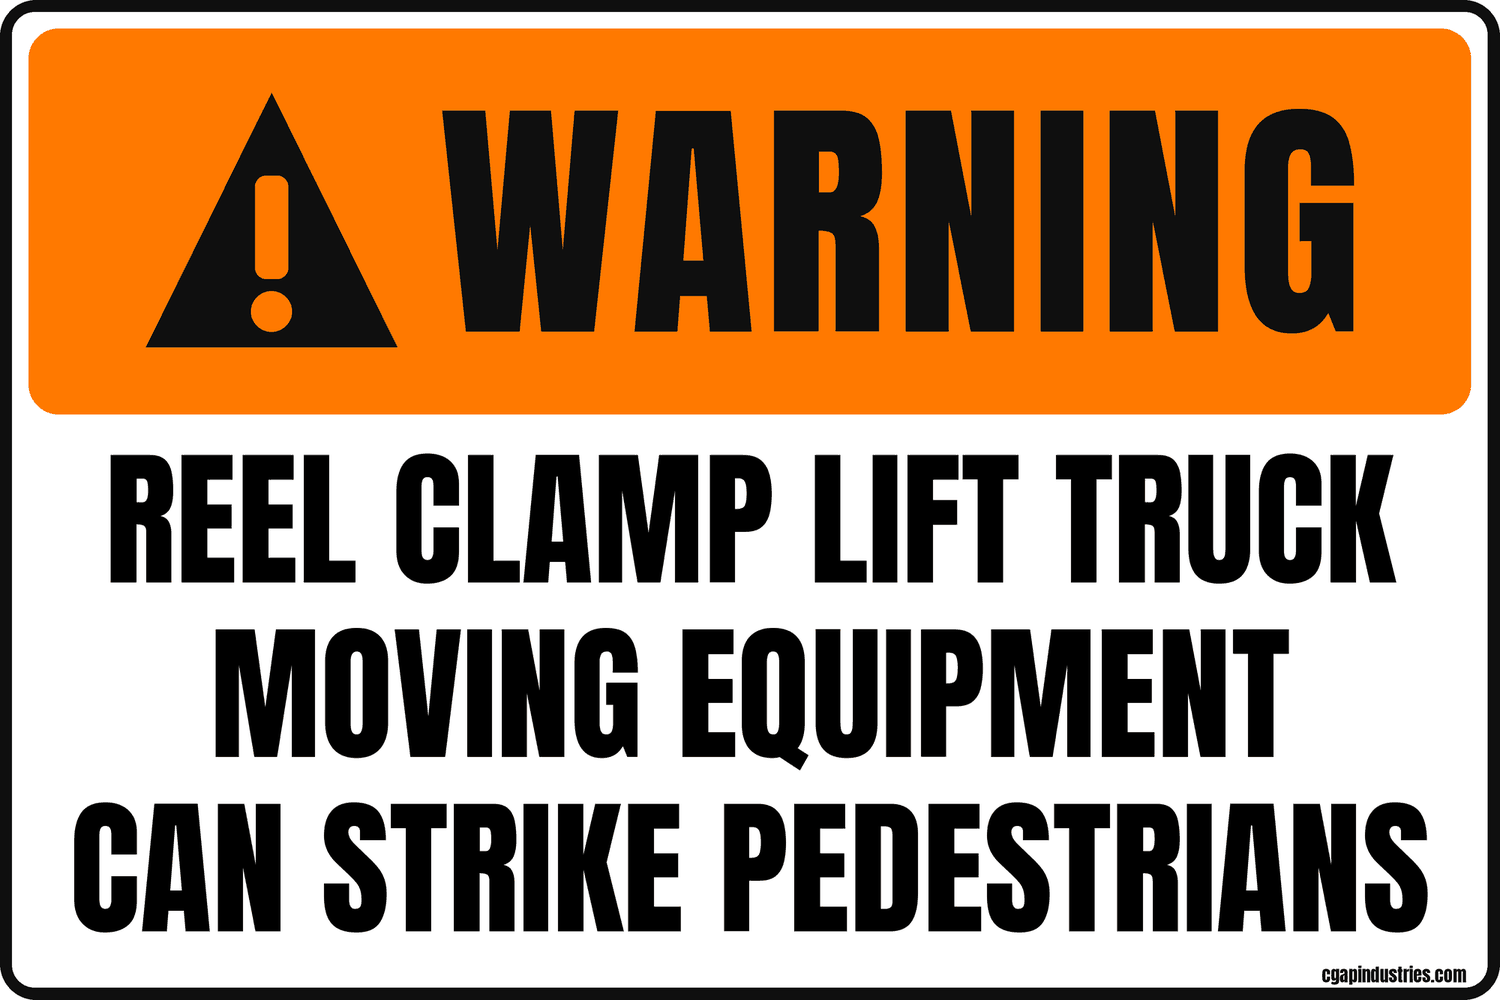 WARNING
REEL CLAMP LIFT TRUCK
MOVING EQUIPMENT
CAN STRIKE PEDESTRIANS
cgapindustries.com